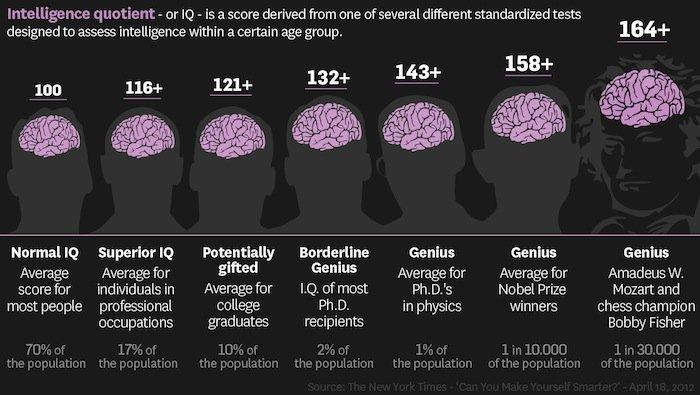 Intelligence quotient - or IQ - is a score derived from one of several different standardized tests
designed to assess intelligence within a certain age group.
100
116+
121+
132+
143+
158+
164+
Normal IQ
Average
score for
most people
70% of
the population
Superior IQ
Average for
individuals in
professional
occupations
17% of
the population
Potentially
gifted
Average for
college
graduates
10% of
the population
Borderline
Genius
I.Q. of most
Ph.D.
recipients
2% of
the population
Genius
Average for
Ph.D.'s
in physics
1% of
the population
Genius
Average for
Nobel Prize
winners
1 in 10.000
of the population
Genius
Amadeus W.
Mozart and
chess champion
Bobby Fisher
1 in 30.000
of the population
Source: The New York Times - 'Can You Make Yourself Smarter?' - April 18, 2012